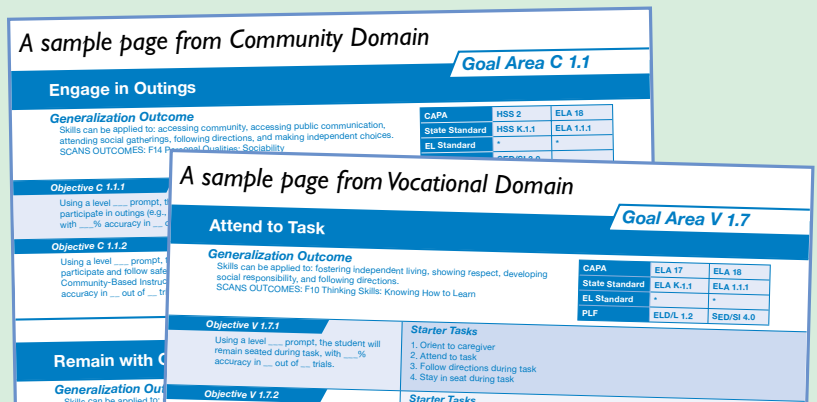 A sample page from Community Domain
Goal Area C 1.1
Engage in Outings
Generalization Outcome
Skills can be applied to: accessing community, accessing public communication,
attending social gatherings, following directions, and making independent choices.
SCANS OUTCOMES: F14 Personal Qualities: Sociability
CAPA HSS 2 ELA 18
State Standard HSS K.1.1 ELA 1.1.1
EL Standard * *
Objective C 1.1.1
Using a level ___ prompt,
participate in outings (e.g.,
with ___% accuracy in __
Objective C 1.1.2
Using a level ___ prompt,
participate and follow
Community-Based
accuracy in __ out of __
Remain with
Generalization
Skills can be applied to:
A sample page from Vocational Domain
Goal Area V 1.7
Attend to Task
Generalization Outcome
Skills can be applied to: fostering independent living, showing respect, developing
social responsibility, and following directions.
SCANS OUTCOMES: F10 Thinking Skills: Knowing How to Learn
CAPA ELA 17 ELA 18
State Standard ELA K.1.1 ELA 1.1.1
EL Standard * *
PLF ELD/L 1.2 SED/SI 4.0
Objective V 1.7.1
Using a level ___ prompt, the student will
remain seated during task, with ___%
accuracy in __ out of __ trials.
Starter Tasks
1. Orient to caregiver
2. Attend to task
3. Follow directions during task
4. Stay in seat during task
Objective V 1.7.2
Starter Tasks